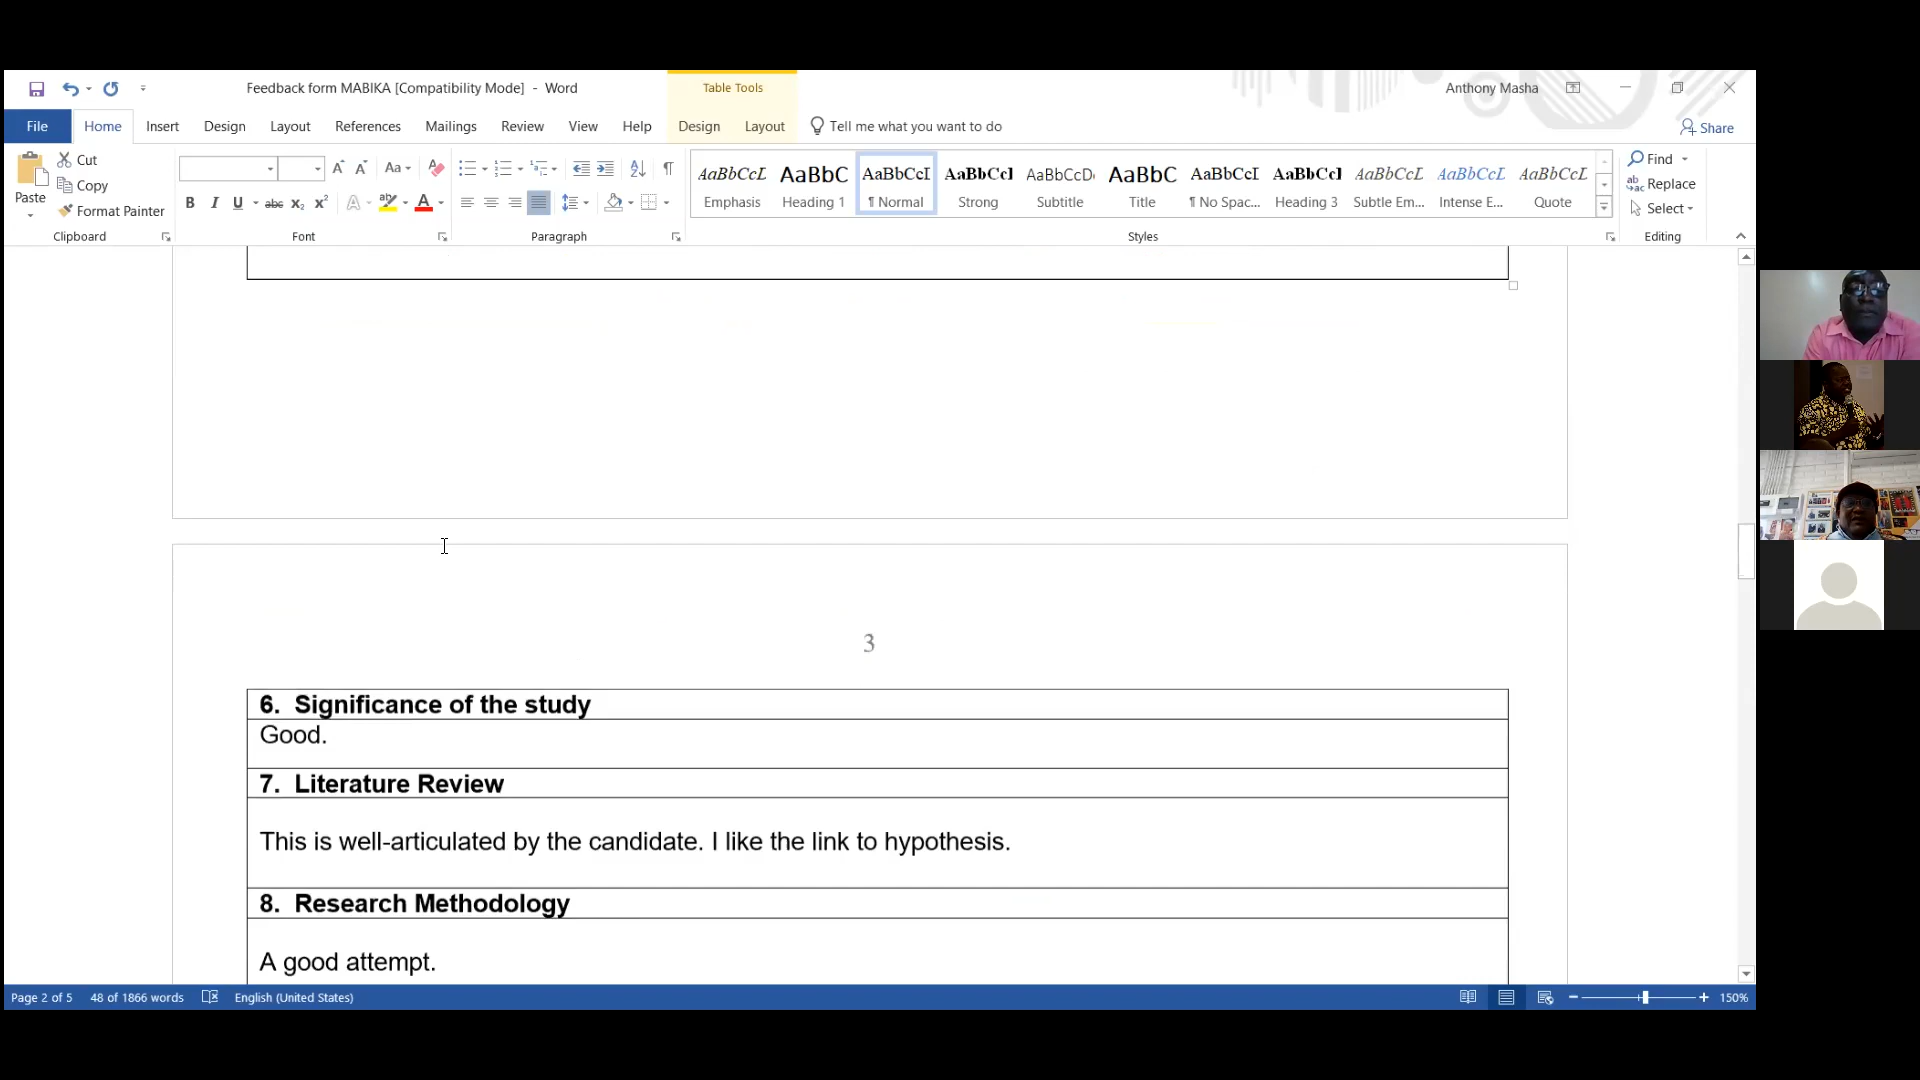 Feedback form MABIKA [Compatibility Mode] - Word
Table Tools
Anthony Masha
File Home Insert Design Layout References Mailings Review View Help Design Layout Tell me what you want to do
Share
Paste
Cut
Copy
Format Painter
Clipboard
Aa
B I U abc X₂ X² A A
Font
Paragraph
AaBbCcL AaBbC AaBbCcI AaBbCcI AaBbCcD AaBbC AaBbCcI AaBbCcI AaBbCcL AaBbCcL AaBbCcL
Emphasis Heading 1 ¶ Normal Strong Subtitle Title ¶ No Spac... Heading 3 Subtle Em... Intense E... Quote
Styles
Find
Replace
Select
Editing
3
6. Significance of the study
Good.
7. Literature Review
This is well-articulated by the candidate. I like the link to hypothesis.
8. Research Methodology
A good attempt.
Page 2 of 5 48 of 1866 words English (United States) 150%